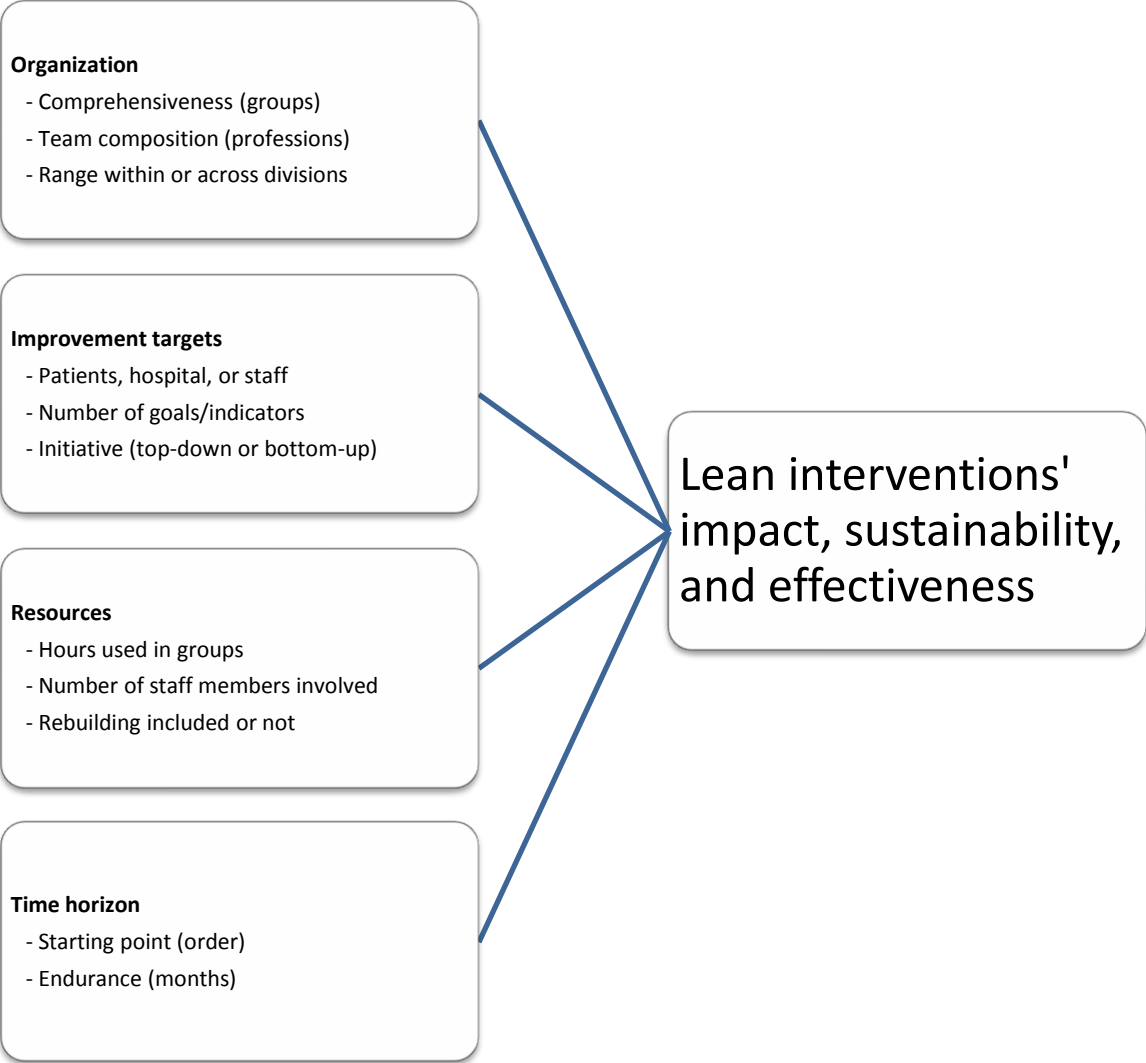 Organization
- Comprehensiveness (groups)
- Team composition (professions)
- Range within or across divisions
Improvement targets
- Patients, hospital, or staff
- Number of goals/indicators
- Initiative (top-down or bottom-up)
Resources
- Hours used in groups
- Number of staff members involved
- Rebuilding included or not
Time horizon
- Starting point (order)
- Endurance (months)
Lean interventions'
impact, sustainability,
and effectiveness